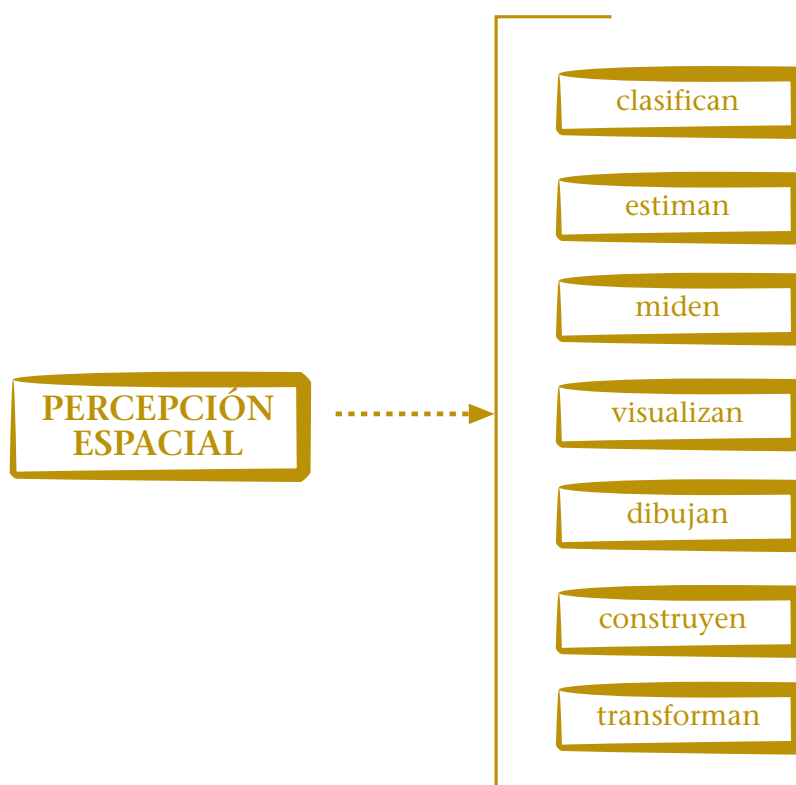 clasifican
estiman
miden
PERCEPCIÓN
ESPACIAL
visualizan
dibujan
construyen
transforman